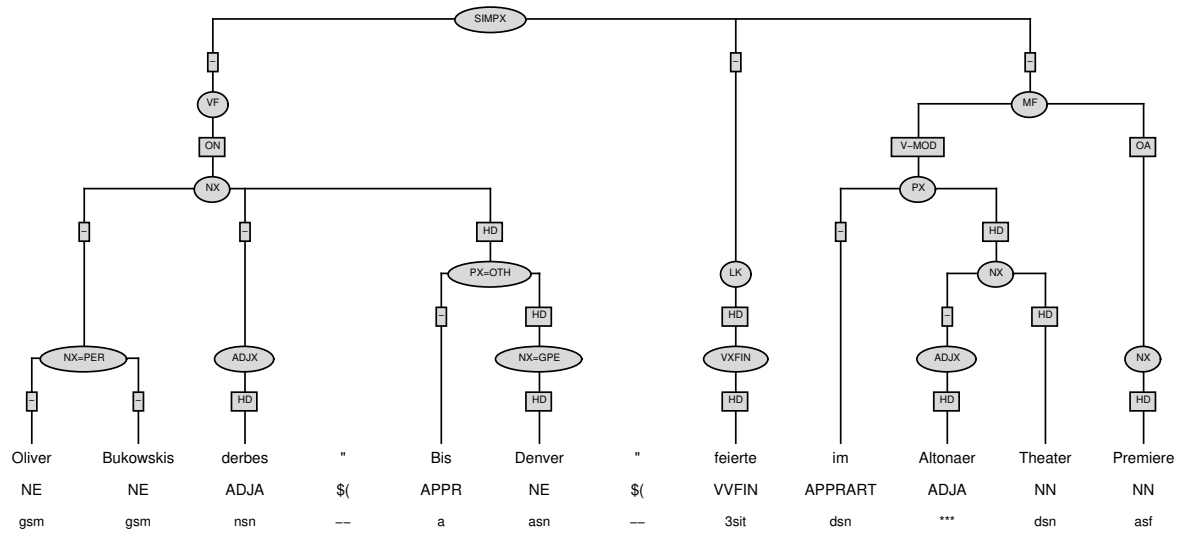 SIMPX
– – –
VF MF
ON V–MOD OA
NX PX
– – HD – HD
PX=OTH LK NX
– HD HD – HD
NX=PER ADJX NX=GPE VXFIN ADJX NX
– – HD HD HD HD HD
Oliver Bukowskis derbes " Bis Denver " feierte im Altonaer Theater Premiere
NE NE ADJA $( APPR NE $( VVFIN APPRART ADJA NN NN
gsm gsm nsn –– a asn –– 3sit dsn *** dsn asf